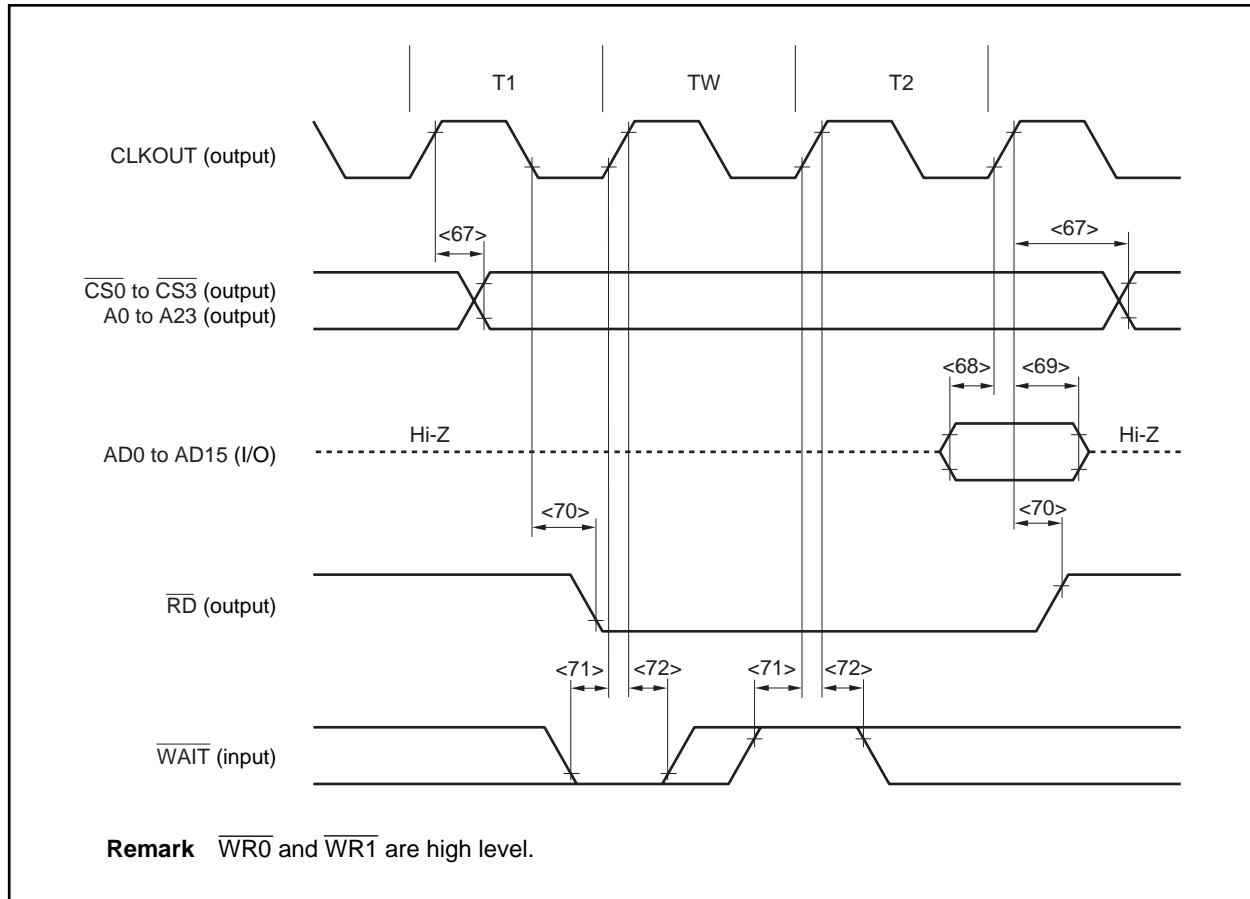 T1 TW T2
CLKOUT (output)
<67> <67>
CS0 to CS3 (output)
A0 to A23 (output)
<68> <69>
Hi-Z Hi-Z
AD0 to AD15 (I/O)
<70> <70>
RD (output)
<71> <72> <71> <72>
WAIT (input)
Remark WR0 and WR1 are high level.